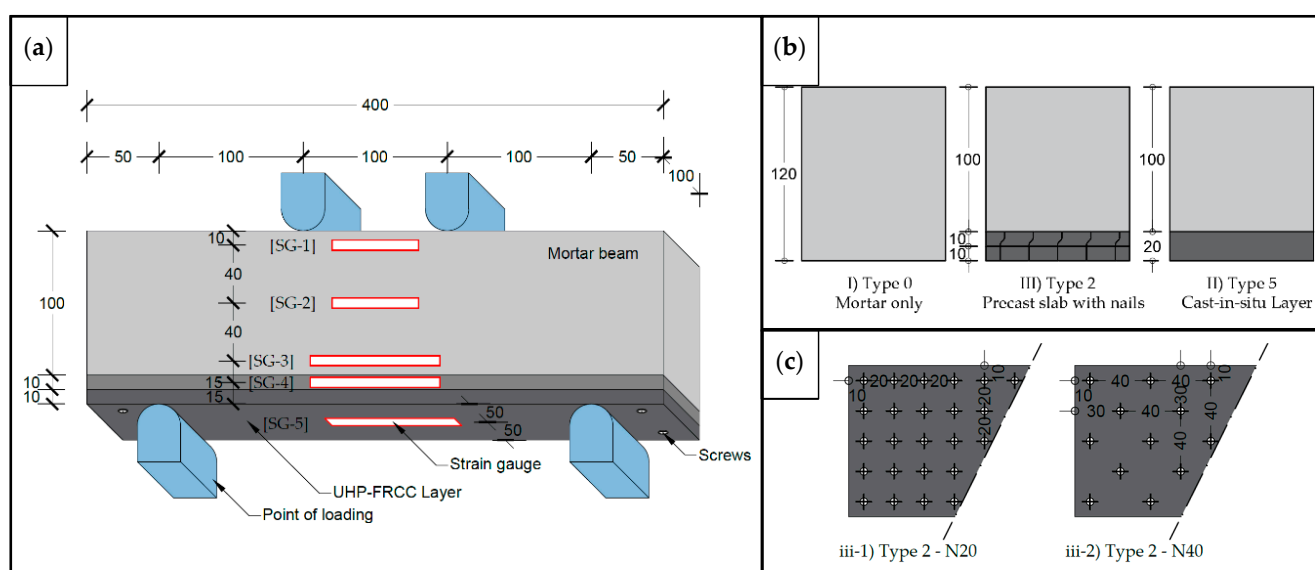 (a)
400
50
100
100
100
50
100
10
[SG-1]
Mortar beam
40
[SG-2]
100
40
[SG-3]
10
15
[SG-4]
10
15
50
[SG-5]
50
Strain gauge
Screws
UHP-FRCC Layer
Point of loading
(b)
120
100
10
10
100
20
I) Type 0
Mortar only
III) Type 2
Precast slab with nails
II) Type 5
Cast-in-situ Layer
(c)
10
20
20
20
10
20
20
10
30
40
40
40
40
30
40
10
40
iii-1) Type 2 - N20
iii-2) Type 2 - N40